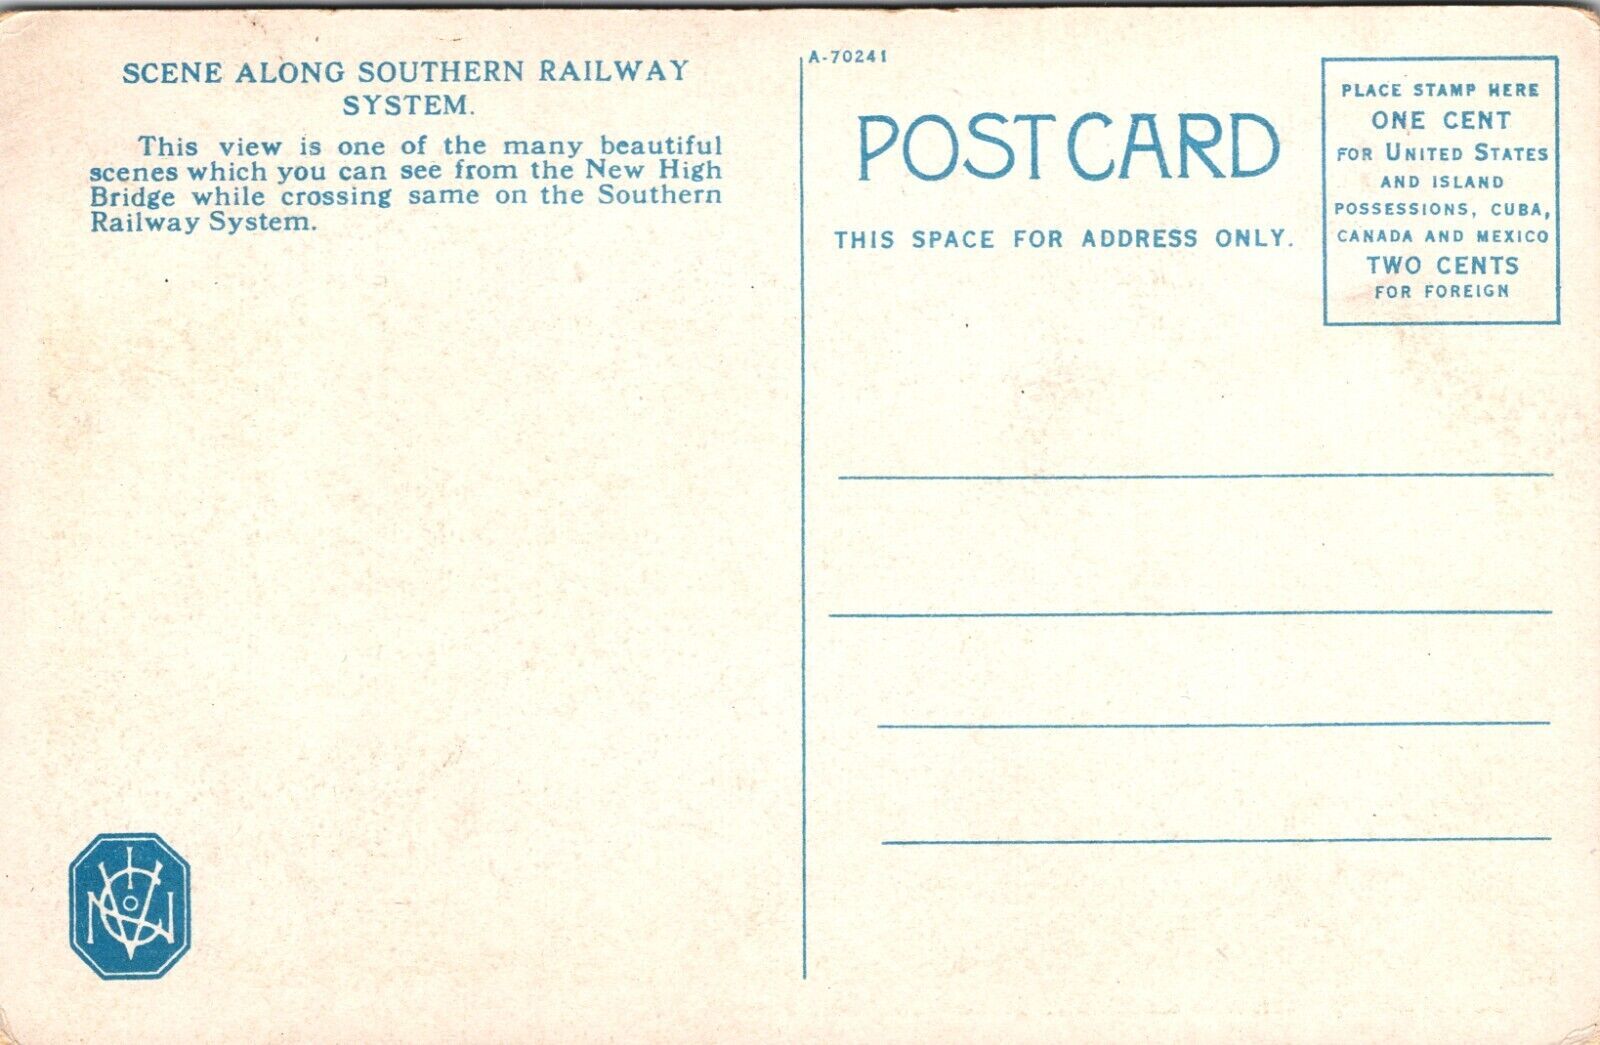 SCENE ALONG SOUTHERN RAILWAY
SYSTEM.
This view is one of the many beautiful
scenes which you can see from the New High
Bridge while crossing same on the Southern
Railway System.
A-70241
POST CARD
THIS SPACE FOR ADDRESS ONLY.
PLACE STAMP HERE
ONE CENT
FOR UNITED STATES
AND ISLAND
POSSESSIONS, CUBA,
CANADA AND MEXICO
TWO CENTS
FOR FOREIGN